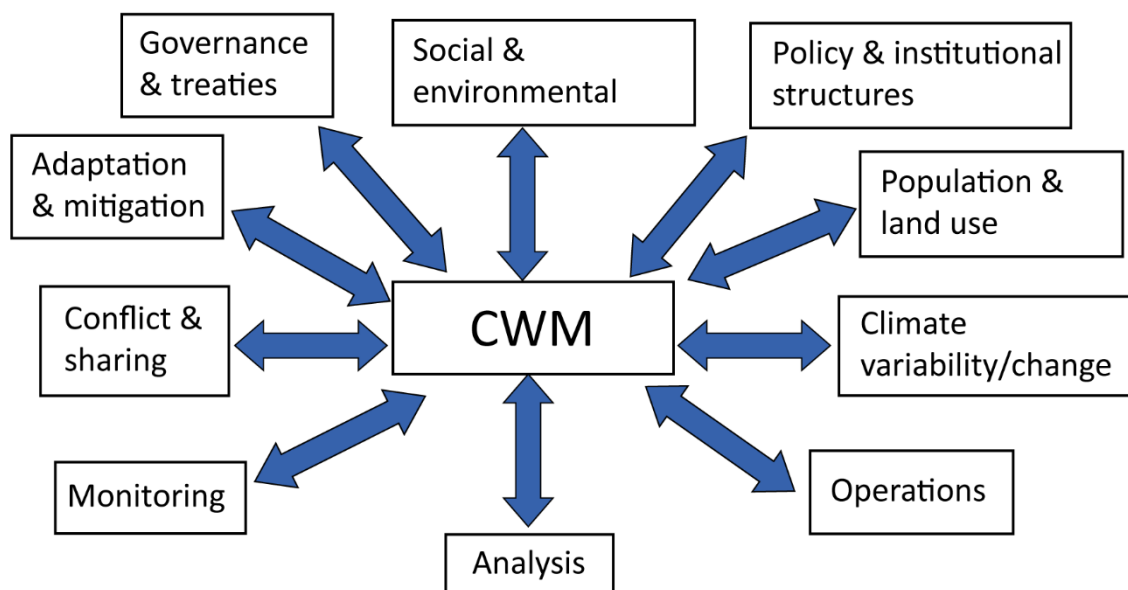 Governance
& treaties
Social &
environmental
Policy & institutional
structures
Adaptation
& mitigation
Population &
land use
Conflict &
sharing
CWM
Climate
variability/change
Monitoring
Operations
Analysis